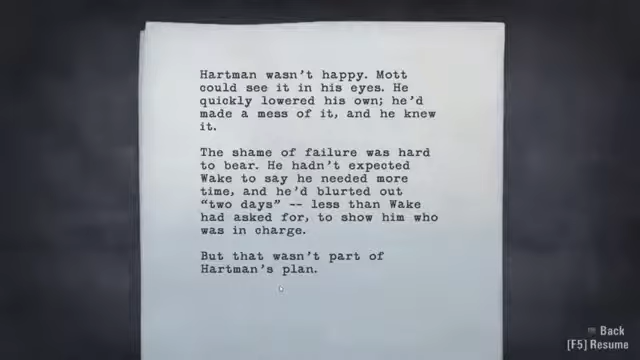 Hartman wasn't happy. Mott
could see it in his eyes. He
quickly lowered his own; he'd
made a mess of it, and he knew
it.
The shame of failure was hard
to bear. He hadn't expected
Wake to say he needed more
time, and he'd blurted out
“two days” -- less than Wake
had asked for, to show him who
was in charge.
But that wasn't part of
Hartman's plan.
Back
[F5] Resume